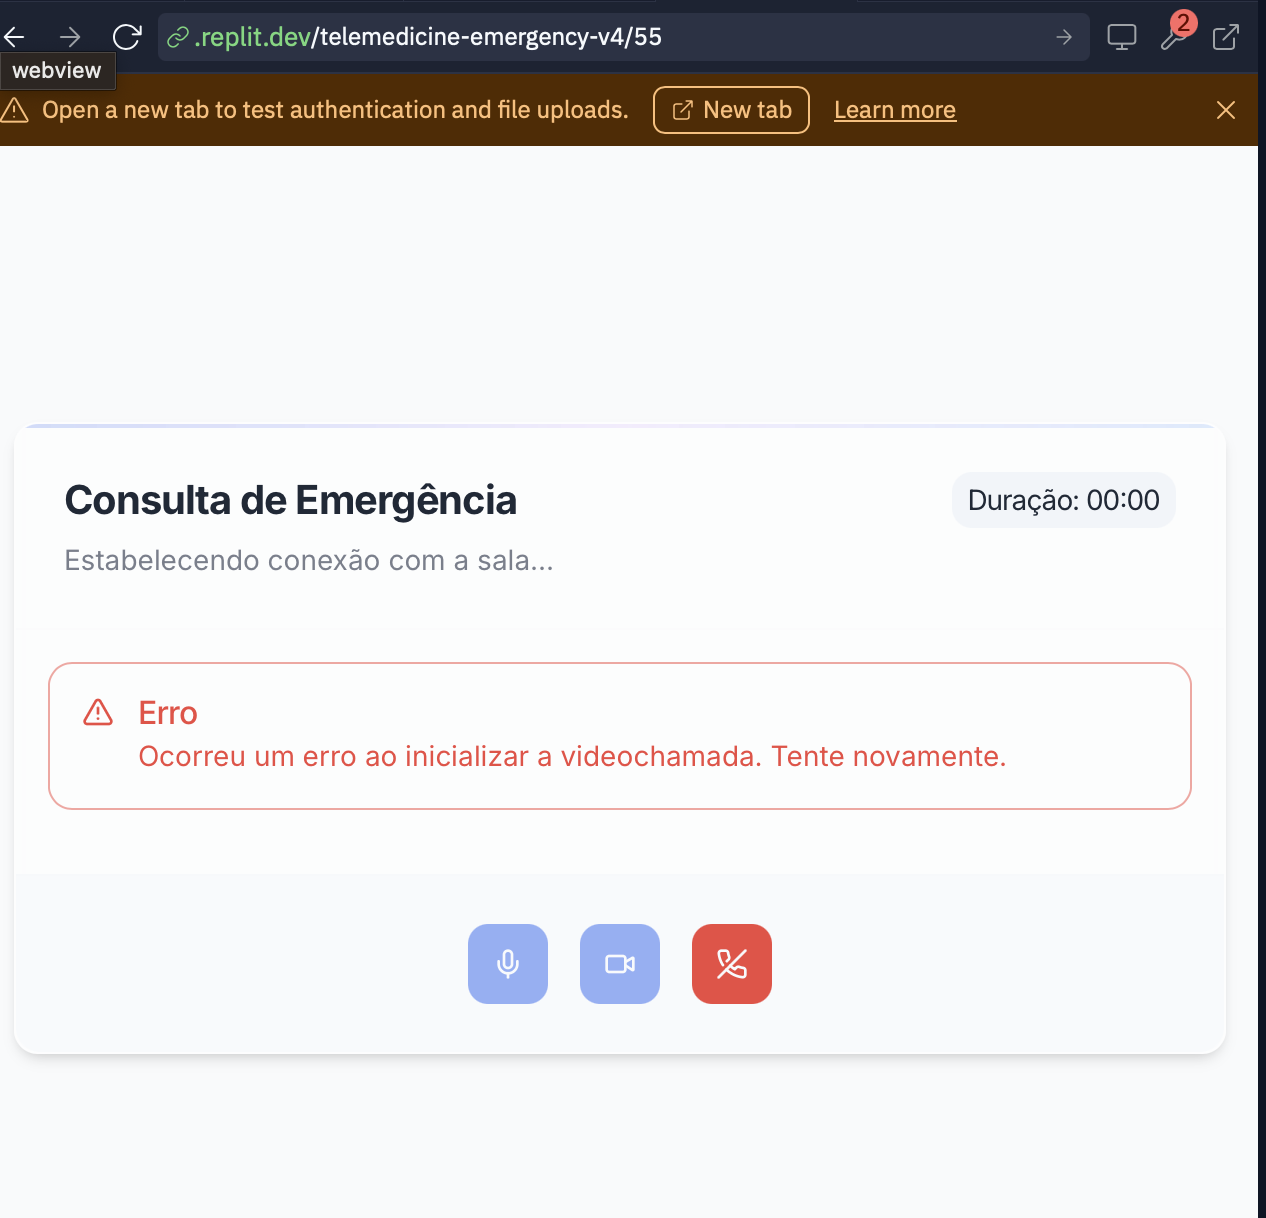 .replit.dev/telemedicine-emergency-v4/55
2
webview
Open a new tab to test authentication and file uploads. New tab Learn more
Consulta de Emergência
Duração: 00:00
Estabelecendo conexão com a sala...
Erro
Ocorreu um erro ao inicializar a videochamada. Tente novamente.